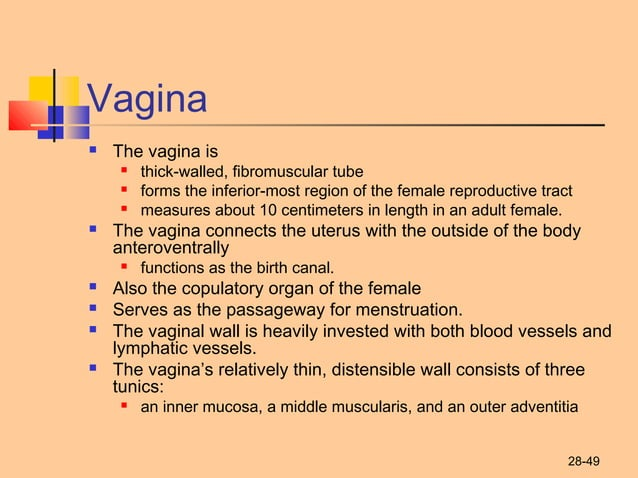 Vagina
The vagina is
thick-walled, fibromuscular tube
forms the inferior-most region of the female reproductive tract
measures about 10 centimeters in length in an adult female.
The vagina connects the uterus with the outside of the body
anteroventrally
functions as the birth canal.
Also the copulatory organ of the female
Serves as the passageway for menstruation.
The vaginal wall is heavily invested with both blood vessels and
lymphatic vessels.
The vagina’s relatively thin, distensible wall consists of three
tunics:
an inner mucosa, a middle muscularis, and an outer adventitia
28-49